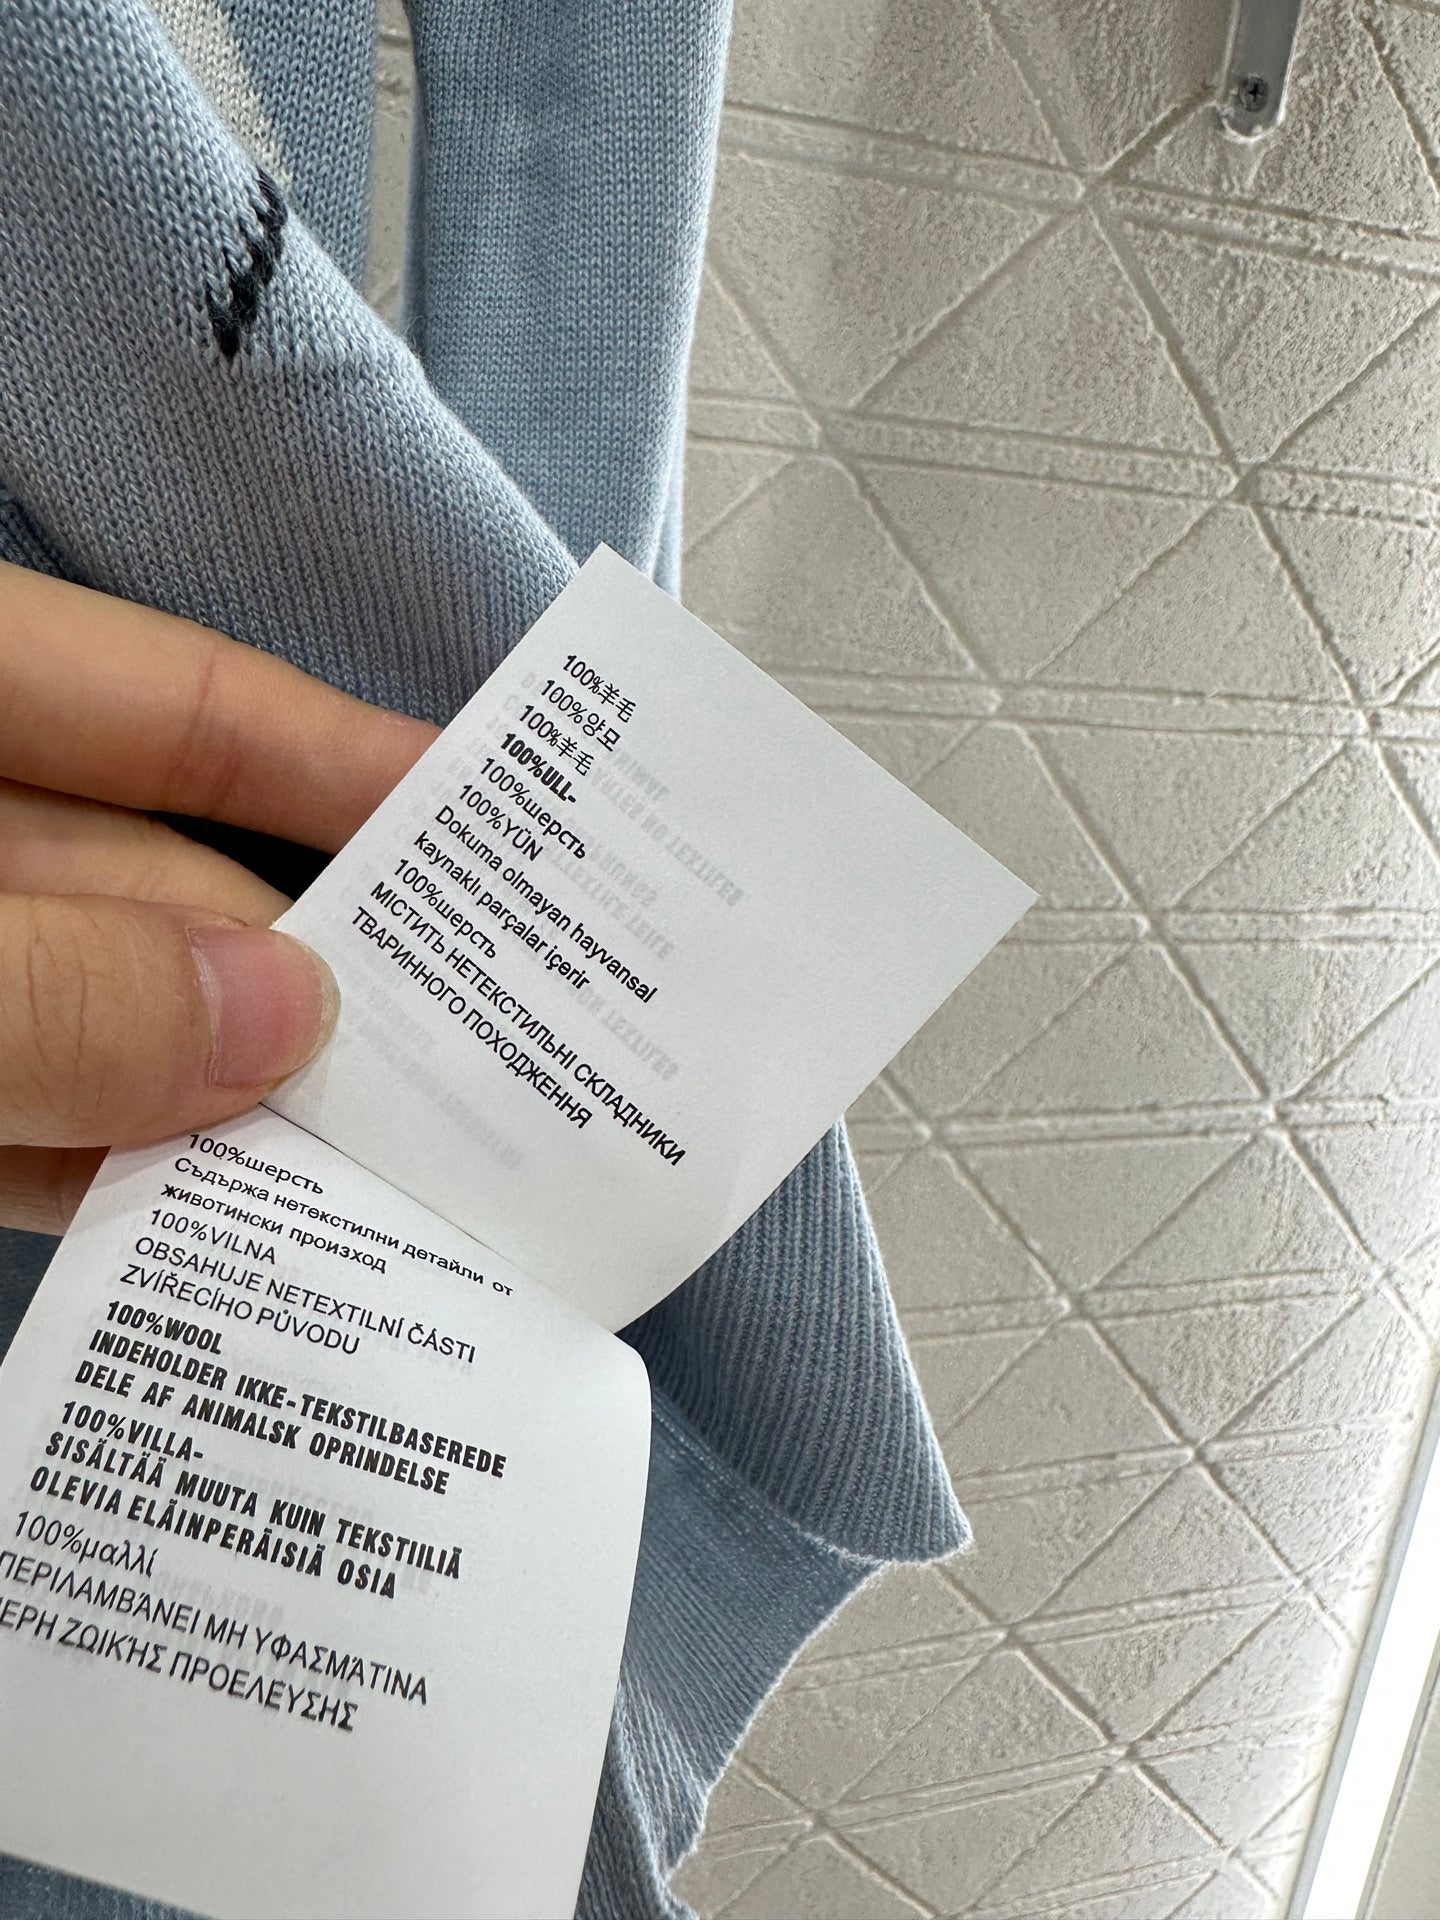 100%羊毛
100%양모
100%羊毛
100%ULL-
100%шерсть
100%YÜN
Dokuma olmayan hayvansal
kaynaklı parçalar içerir
100%шерсть
МІСТИТЬ НЕТЕКСТИЛЬНІ СКЛАДНИКИ
ТВАРИННОГО ПОХОДЖЕННЯ
100%шерсть
Съдържа нетекстилни детайли от
животински произход
100%VILNA
OBSAHUJE NETEXTILNÍ ČÁSTI
ZVÍŘECÍHO PŮVODU
100%WOOL
INDEHOLDER IKKE-TEKSTILBASEREDE
DELE AF ANIMALSK OPRINDELSE
100%VILLA-
SISÄLTÄÄ MUUTA KUIN TEKSTIILIÄ
OLEVIA ELÄINPERÄISIÄ OSIA
100%μαλλί
ΠΕΡΙΛΑΜΒΆΝΕΙ ΜΗ ΥΦΑΣΜΆΤΙΝΑ
ΜΕΡΗ ΖΩΙΚΉΣ ΠΡΟΕΛΕΥΣΗΣ